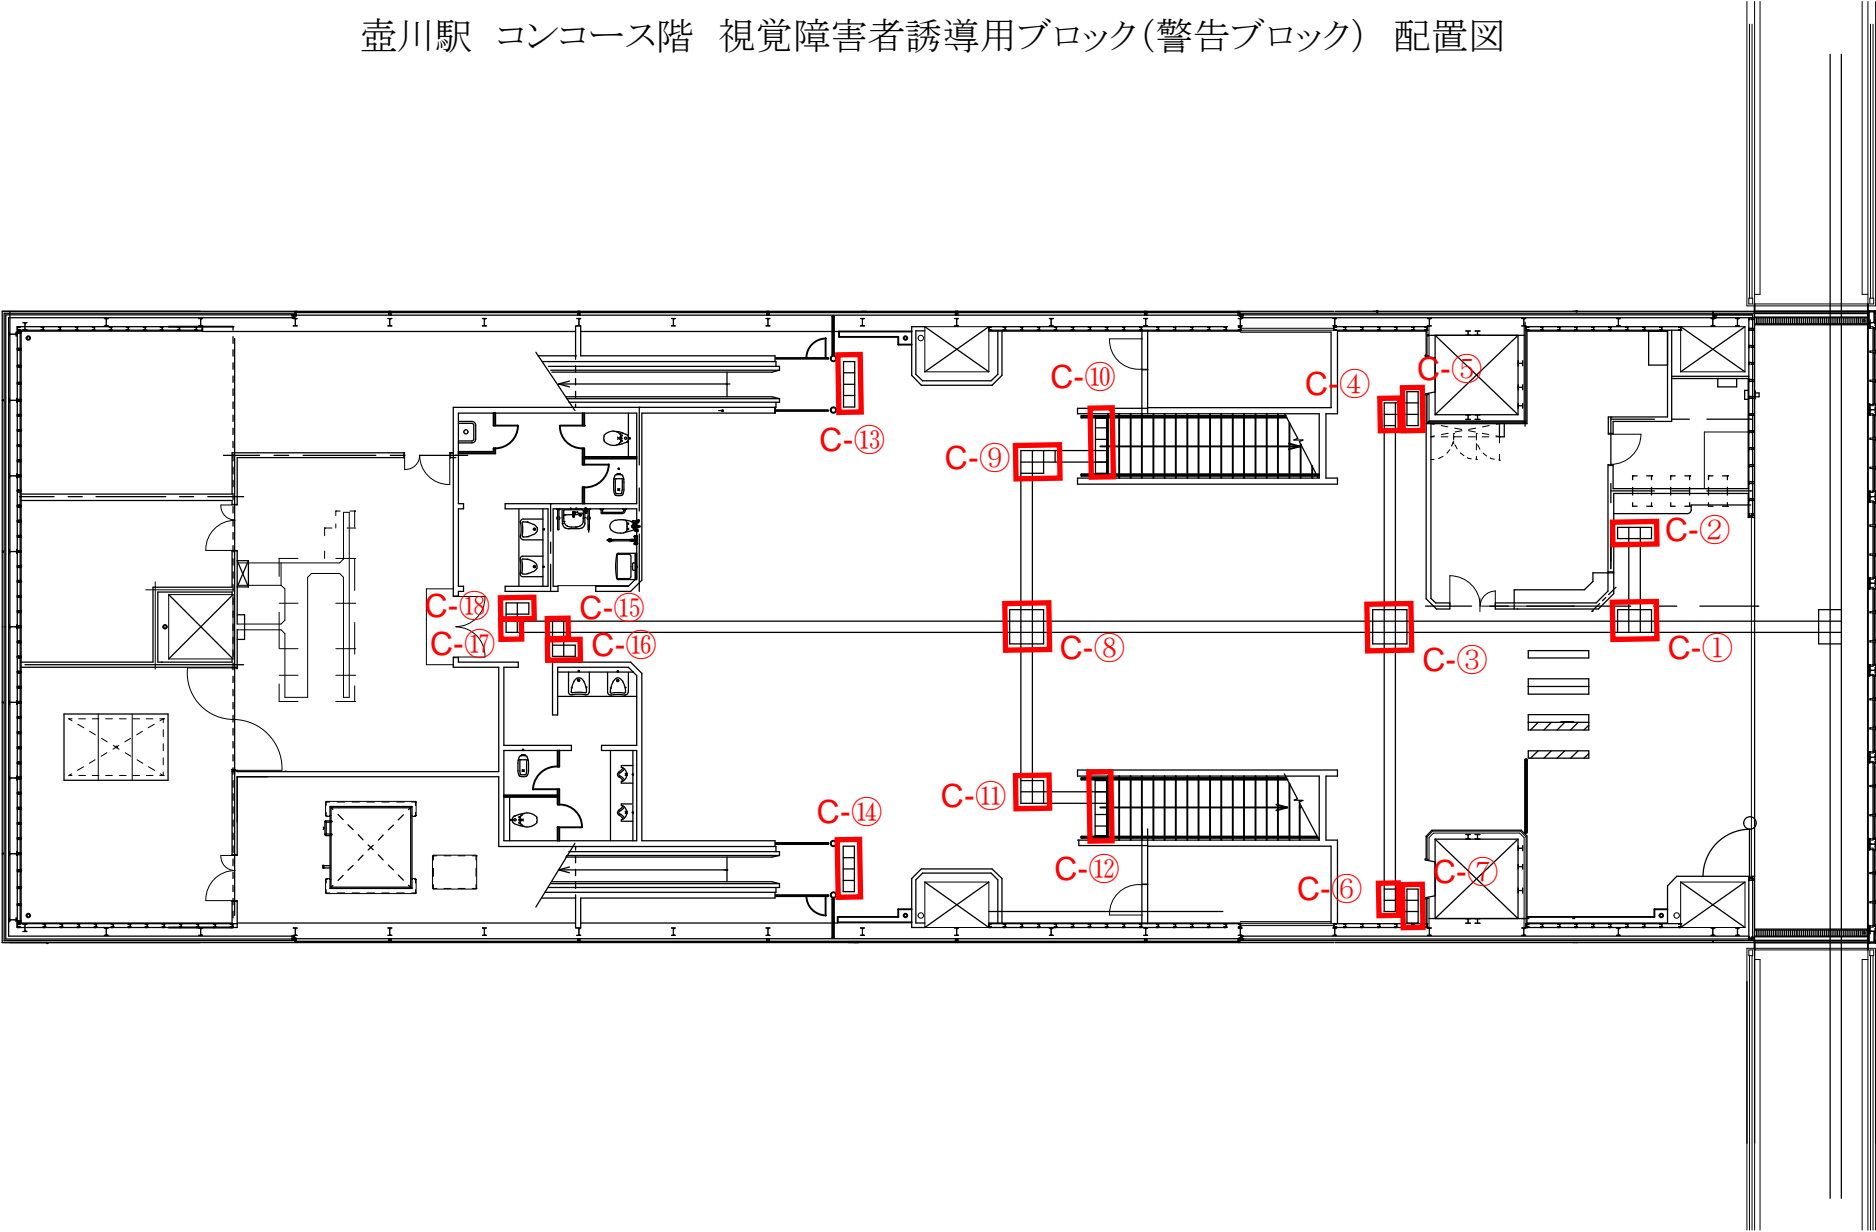 壺川駅 コンコース階 視覚障害者誘導用ブロック（警告ブロック） 配置図
C-⑤
C-⑩
C-④
C-⑬
C-⑨
C-②
C-⑱
C-⑮
C-⑰
C-⑯
C-⑧
C-③
C-①
C-⑪
C-⑭
C-⑫
C-⑥
C-⑦